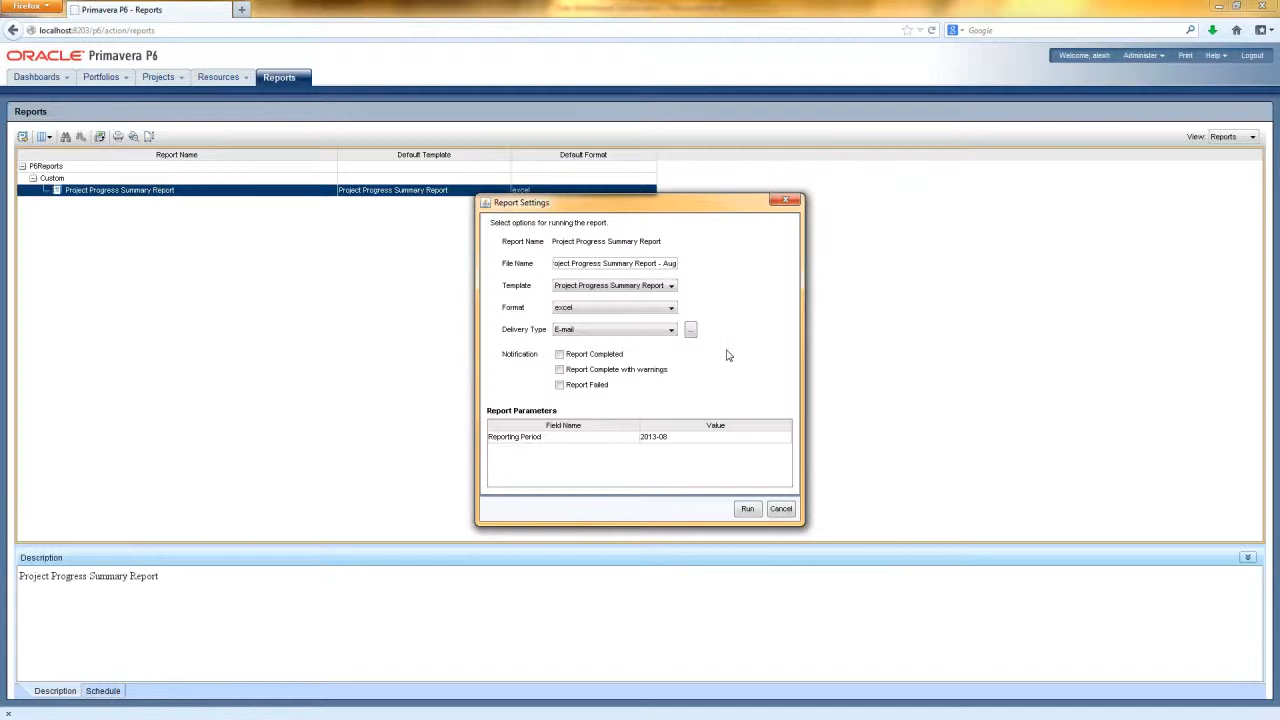 Firefox
Primavera P6 - Reports
localhost:8203/p6/action/reports
Google
ORACLE Primavera P6
Welcome, alexh Administer Print Help Logout
Dashboards Portfolios Projects Resources Reports
Reports
View: Reports
Report Name Default Template Default Format
P6Reports
Custom
Project Progress Summary Report Project Progress Summary Report excel
Report Settings
Select options for running the report.
Report Name Project Progress Summary Report
File Name roject Progress Summary Report - Aug
Template Project Progress Summary Report
Format excel
Delivery Type E-mail ...
Notification Report Completed
Report Complete with warnings
Report Failed
Report Parameters
Field Name Value
Reporting Period 2013-08
Run Cancel
Description
Project Progress Summary Report
Description Schedule